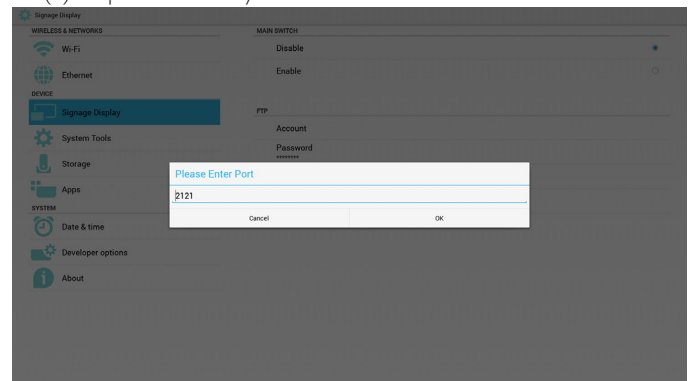 Signage Display
WIRELESS & NETWORKS
Wi-Fi
Ethernet
DEVICE
Signage Display
System Tools
Storage
Apps
SYSTEM
Date & time
Developer options
About
MAIN SWITCH
Disable
Enable
FTP
Account
Password
********
Please Enter Port
2121
Cancel
OK